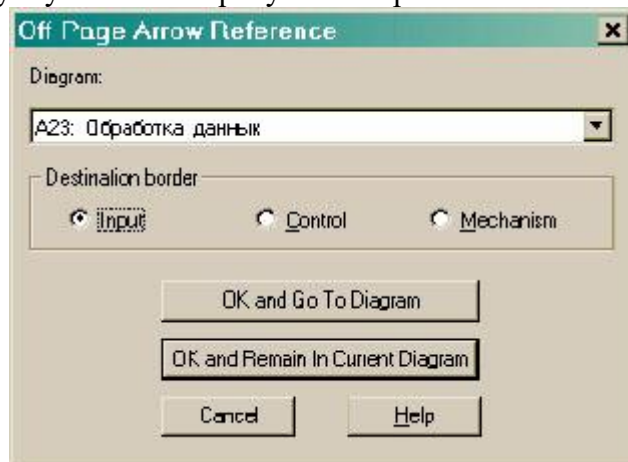 Off Page Arrow Reference
Diagram:
A23: Обработка данных
Destination border
Input Control Mechanism
OK and Go To Diagram
OK and Remain In Current Diagram
Cancel Help